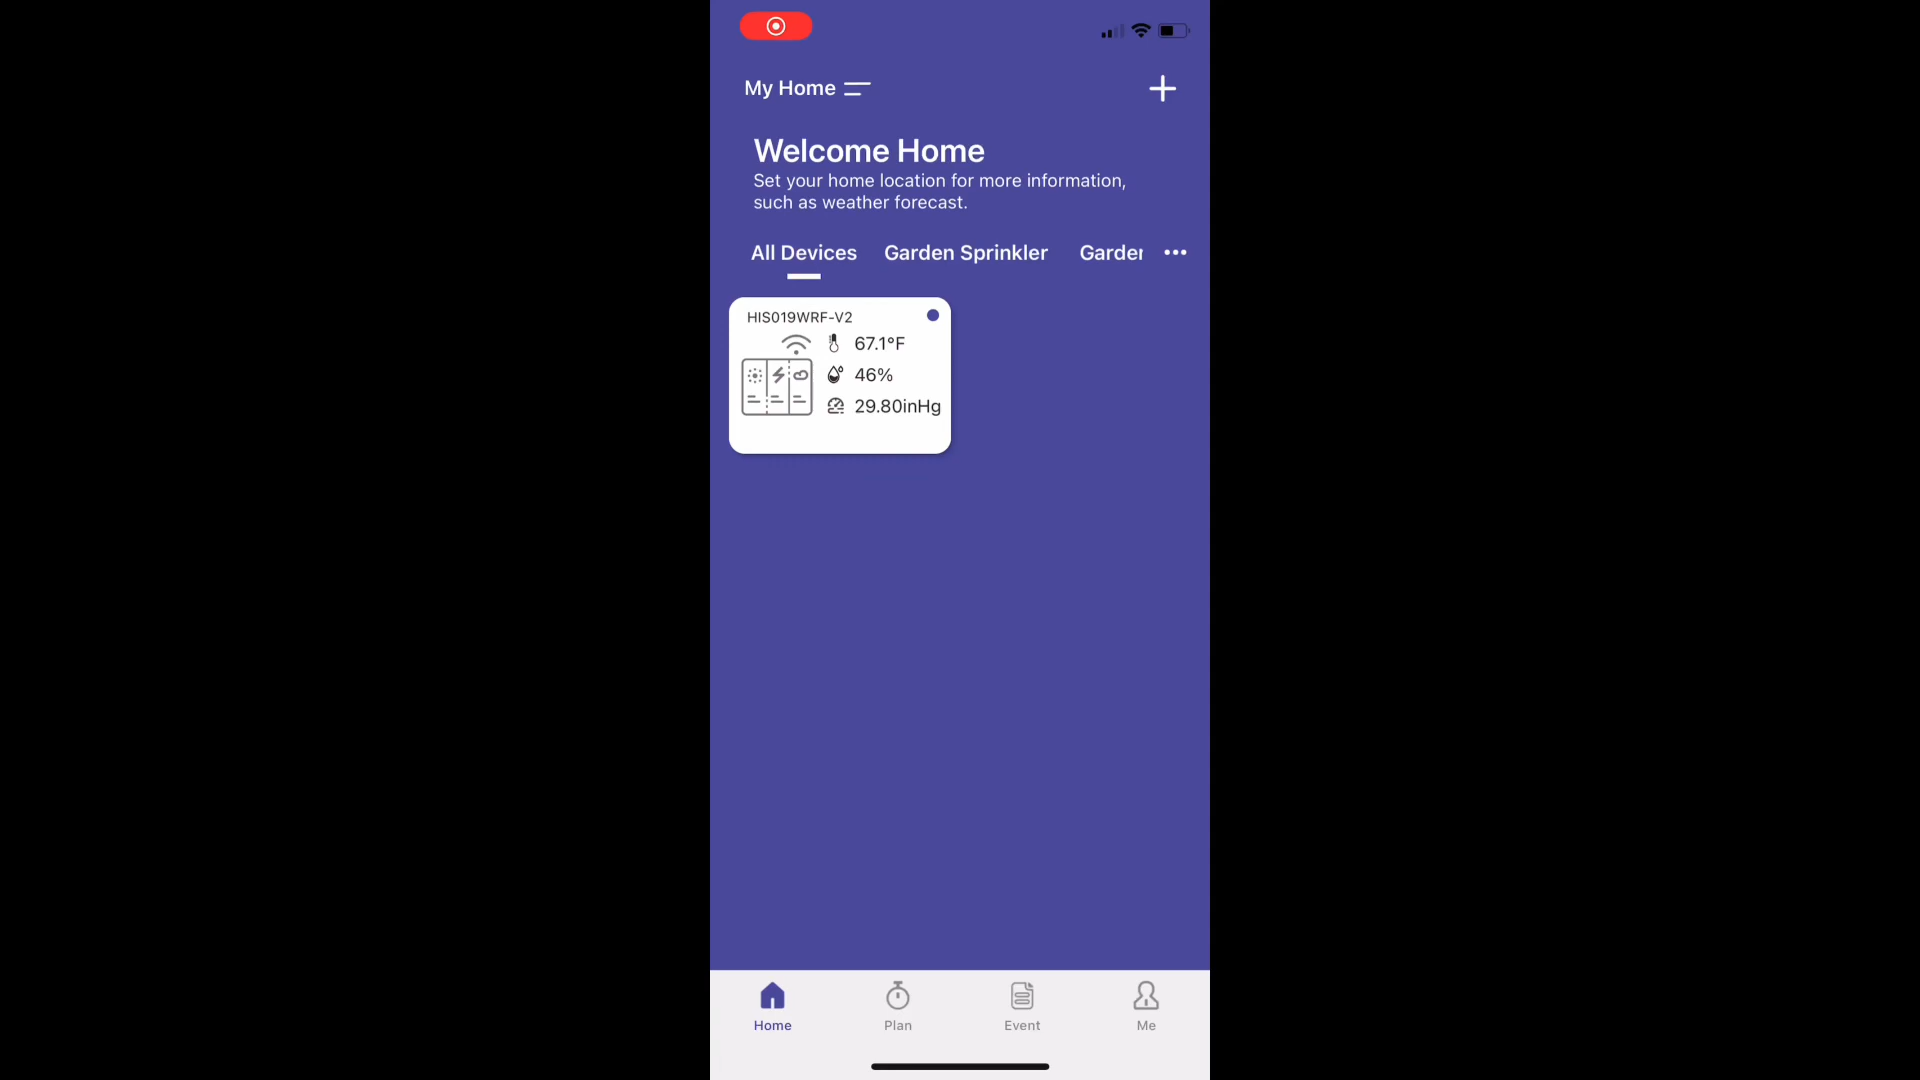 My Home
Welcome Home
Set your home location for more information,
such as weather forecast.
All Devices Garden Sprinkler Garder
HIS019WRF-V2
67.1°F
46%
29.80inHg
Home Plan Event Me